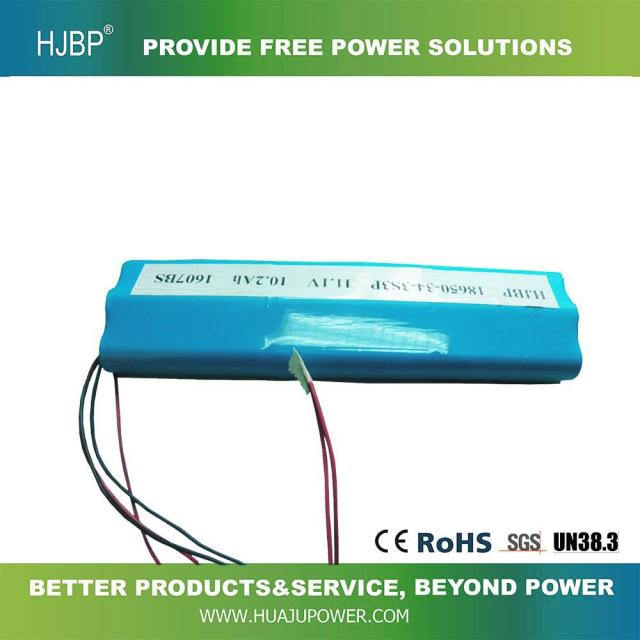 HJBP®
PROVIDE FREE POWER SOLUTIONS
HJBP 18650-34-3S3P 11.1V 10.2Ah 1607BS
CE RoHS SGS UN38.3
BETTER PRODUCTS&SERVICE, BEYOND POWER
WWW.HUAJUPOWER.COM